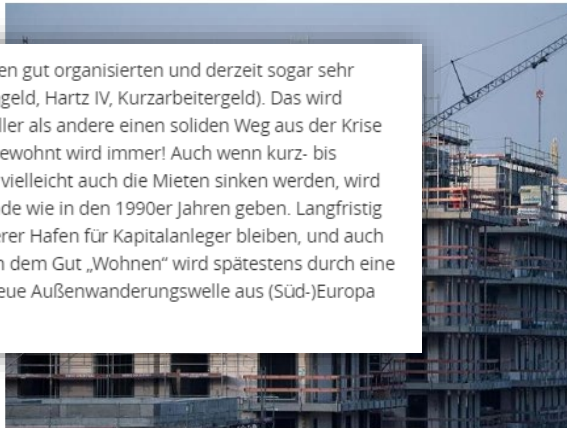 en gut organisierten und derzeit sogar sehr
geld, Hartz IV, Kurzarbeitergeld). Das wird
ller als andere einen soliden Weg aus der Krise
ewohnt wird immer! Auch wenn kurz- bis
vielleicht auch die Mieten sinken werden, wird
de wie in den 1990er Jahren geben. Langfristig
erer Hafen für Kapitalanleger bleiben, und auch
n dem Gut „Wohnen“ wird spätestens durch eine
eue Außenwanderungswelle aus (Süd-)Europa